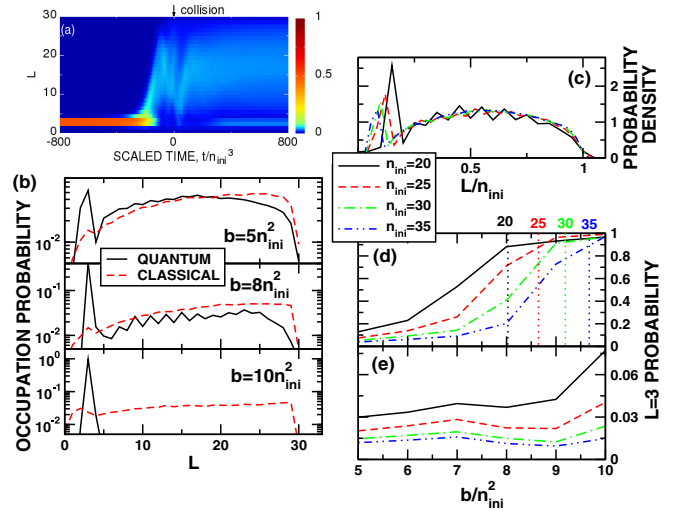 collision
(a)
30
20
10
0
L
-800
0
800
SCALED TIME, t/n_ini^3
1
0.5
0
(c)
2
1
0
PROBABILITY DENSITY
0.5
1
L/n_ini
n_ini=20
n_ini=25
n_ini=30
n_ini=35
(b)
10^-2
b=5n_ini^2
QUANTUM
CLASSICAL
10^-1
10^-2
b=8n_ini^2
10^0
10^-1
10^-2
b=10n_ini^2
0
10
20
30
L
OCCUPATION PROBABILITY
20
25
30
35
(d)
1
0.8
0.6
0.4
0.2
0
(e)
0.06
0.03
0
L=3 PROBABILITY
5
6
7
8
9
10
b/n_ini^2